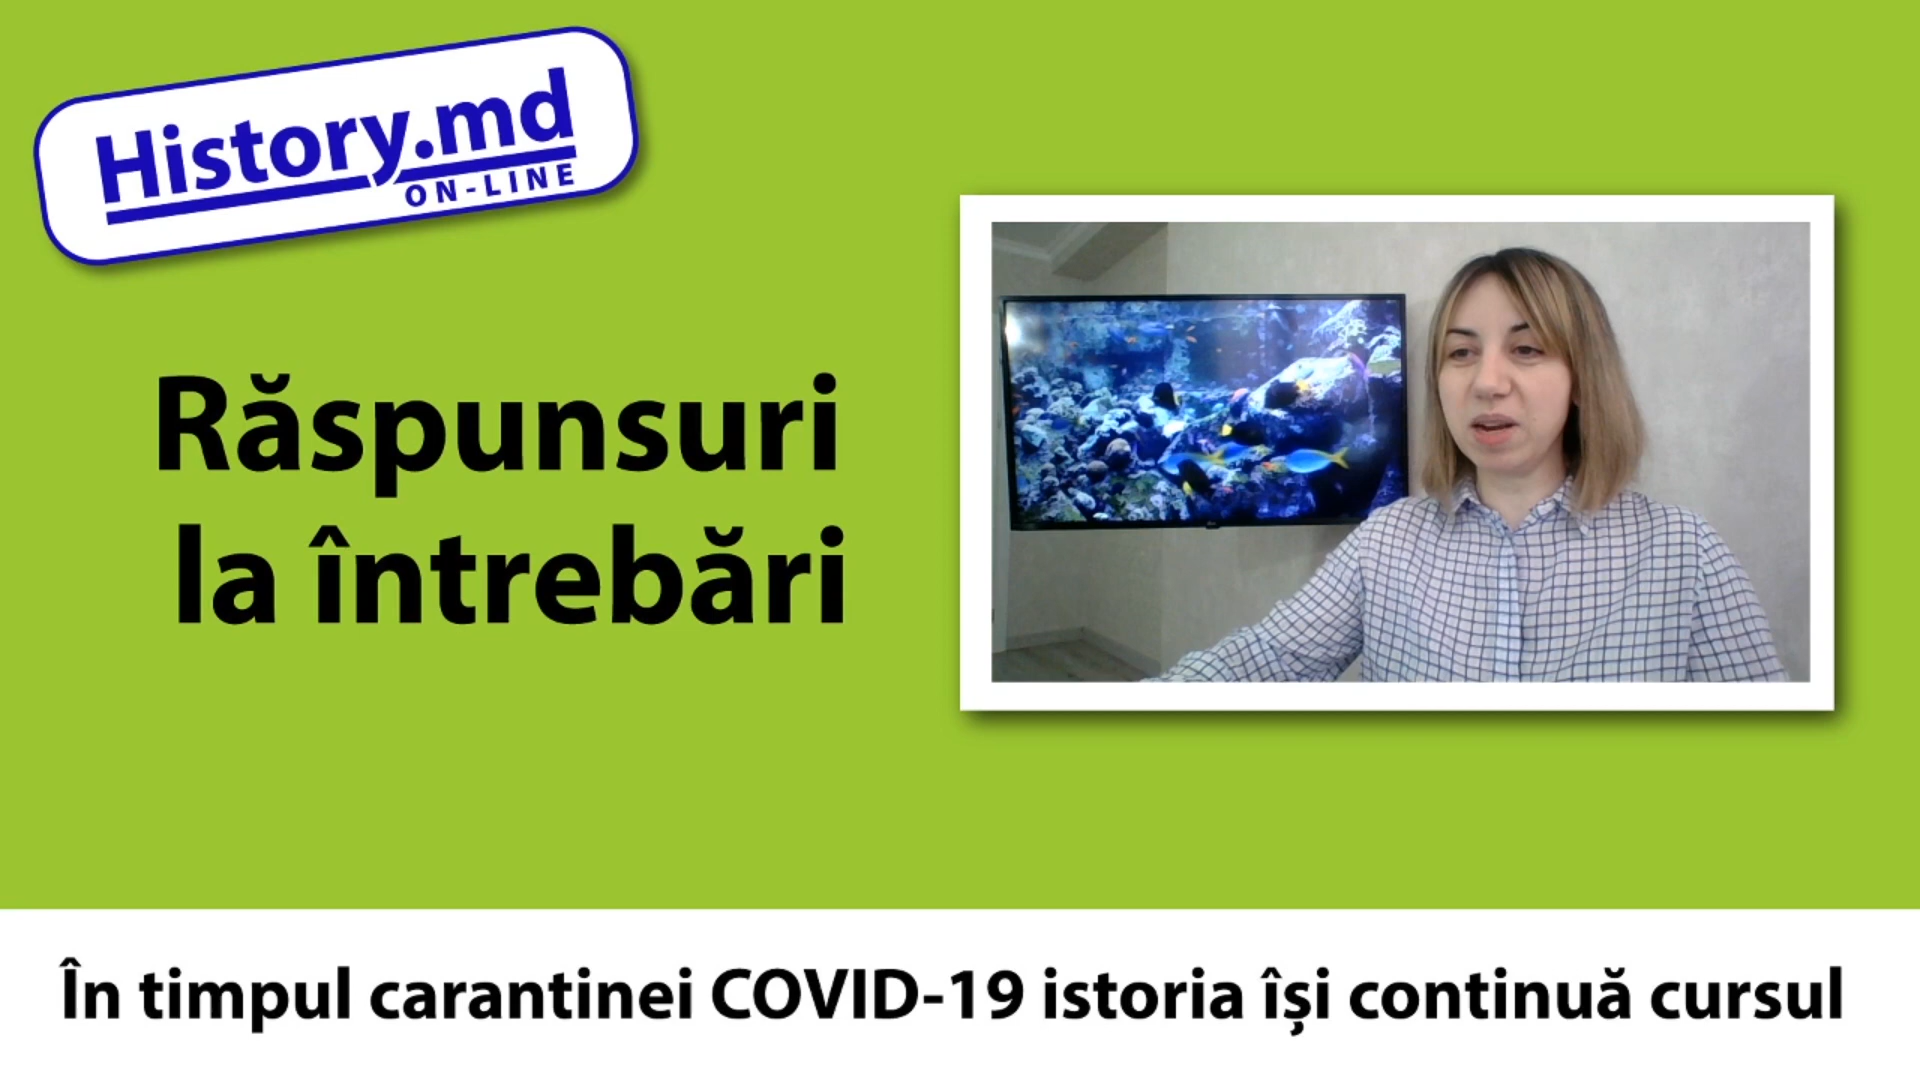 History.md
ON-LINE
Răspunsuri
la întrebări
În timpul carantinei COVID-19 istoria își continuă cursul